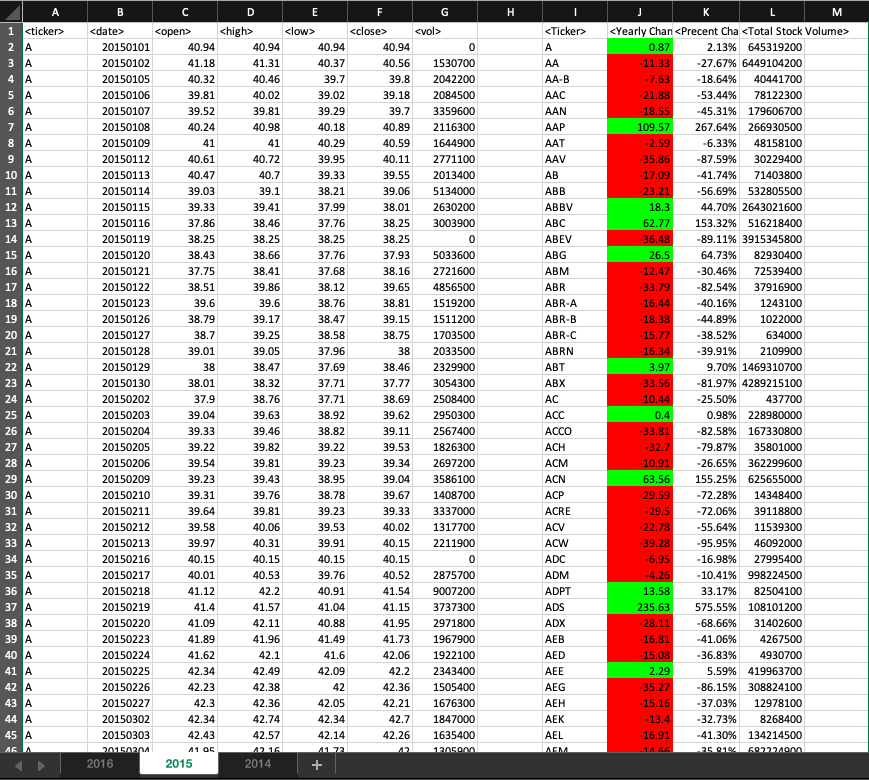 A B C D E F G H I J K L M
1 <ticker> <date> <open> <high> <low> <close> <vol> <Ticker> <Yearly Chan <Precent Cha <Total Stock Volume>
2 A 20150101 40.94 40.94 40.94 40.94 0 A 0.87 2.13% 645319200
3 A 20150102 41.18 41.31 40.37 40.56 1530700 AA -11.33 -27.67% 6449104200
4 A 20150105 40.32 40.46 39.7 39.8 2042200 AA-B -7.63 -18.64% 40441700
5 A 20150106 39.81 40.02 39.02 39.18 2084500 AAC -21.88 -53.44% 78122300
6 A 20150107 39.52 39.81 39.29 39.7 3359600 AAN -18.55 -45.31% 179606700
7 A 20150108 40.24 40.98 40.18 40.89 2116300 AAP 109.57 267.64% 266930500
8 A 20150109 41 41 40.29 40.59 1644900 AAT -2.59 -6.33% 48158100
9 A 20150112 40.61 40.72 39.95 40.11 2771100 AAV -35.86 -87.59% 30229400
10 A 20150113 40.47 40.7 39.33 39.55 2013400 AB -17.09 -41.74% 71403800
11 A 20150114 39.03 39.1 38.21 39.06 5134000 ABB -23.21 -56.69% 532805500
12 A 20150115 39.33 39.41 37.99 38.01 2630200 ABBV 18.3 44.70% 2643021600
13 A 20150116 37.86 38.46 37.76 38.25 3003900 ABC 62.77 153.32% 516218400
14 A 20150119 38.25 38.25 38.25 38.25 0 ABEV -36.48 -89.11% 3915345800
15 A 20150120 38.43 38.66 37.76 37.93 5033600 ABG 26.5 64.73% 82930400
16 A 20150121 37.75 38.41 37.68 38.16 2721600 ABM -12.47 -30.46% 72539400
17 A 20150122 38.51 39.86 38.12 39.65 4856500 ABR -33.79 -82.54% 37916900
18 A 20150123 39.6 39.6 38.76 38.81 1519200 ABR-A -16.44 -40.16% 1243100
19 A 20150126 38.79 39.17 38.47 39.15 1511200 ABR-B -18.38 -44.89% 1022000
20 A 20150127 38.7 39.25 38.58 38.75 1703500 ABR-C -15.77 -38.52% 634000
21 A 20150128 39.01 39.05 37.96 38 2033500 ABRN -16.34 -39.91% 2109900
22 A 20150129 38 38.47 37.69 38.46 2329900 ABT 3.97 9.70% 1469310700
23 A 20150130 38.01 38.32 37.71 37.77 3054300 ABX -33.56 -81.97% 4289215100
24 A 20150202 37.9 38.76 37.71 38.69 2508400 AC -10.44 -25.50% 437700
25 A 20150203 39.04 39.63 38.92 39.62 2950300 ACC 0.4 0.98% 228980000
26 A 20150204 39.33 39.46 38.82 39.11 2567400 ACCO -33.81 -82.58% 167330800
27 A 20150205 39.22 39.82 39.22 39.53 1826300 ACH -32.7 -79.87% 35801000
28 A 20150206 39.54 39.81 39.23 39.34 2697200 ACM -10.91 -26.65% 362299600
29 A 20150209 39.23 39.43 38.95 39.04 3586100 ACN 63.56 155.25% 625655000
30 A 20150210 39.31 39.76 38.78 39.67 1408700 ACP -29.59 -72.28% 14348400
31 A 20150211 39.64 39.81 39.23 39.33 3337000 ACRE -29.5 -72.06% 39118800
32 A 20150212 39.58 40.06 39.53 40.02 1317700 ACV -22.78 -55.64% 11539300
33 A 20150213 39.97 40.31 39.91 40.15 2211900 ACW -39.28 -95.95% 46092000
34 A 20150216 40.15 40.15 40.15 40.15 0 ADC -6.95 -16.98% 27995400
35 A 20150217 40.01 40.53 39.76 40.52 2875700 ADM -4.26 -10.41% 998224500
36 A 20150218 41.12 42.2 40.91 41.54 9007200 ADPT 13.58 33.17% 82504100
37 A 20150219 41.4 41.57 41.04 41.15 3737300 ADS 235.63 575.55% 108101200
38 A 20150220 41.09 42.11 40.88 41.95 2971800 ADX -28.11 -68.66% 31402600
39 A 20150223 41.89 41.96 41.49 41.73 1967900 AEB -16.81 -41.06% 4267500
40 A 20150224 41.62 42.1 41.6 42.06 1922100 AED -15.08 -36.83% 4930700
41 A 20150225 42.34 42.49 42.09 42.2 2343400 AEE 2.29 5.59% 419963700
42 A 20150226 42.23 42.38 42 42.36 1505400 AEG -35.27 -86.15% 308824100
43 A 20150227 42.3 42.36 42.05 42.21 1676300 AEH -15.16 -37.03% 12978100
44 A 20150302 42.34 42.74 42.34 42.7 1847000 AEK -13.4 -32.73% 8268400
45 A 20150303 42.43 42.57 42.14 42.26 1635400 AEL -16.91 -41.30% 134214500
46 A 20150304 41.95 42.16 41.73 42 1305900 AEM -14.66 -35.81% 682224900
2016 2015 2014 +